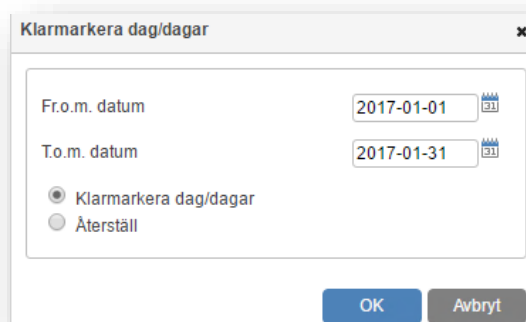 Klarmarkera dag/dagar
Fr.o.m. datum 2017-01-01
T.o.m. datum 2017-01-31
Klarmarkera dag/dagar
Återställ
OK Avbryt